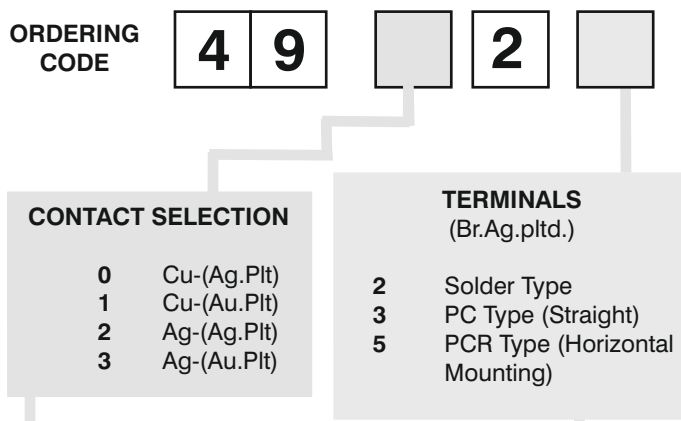 ORDERING
CODE
4 9 2
CONTACT SELECTION
0 Cu-(Ag.Plt)
1 Cu-(Au.Plt)
2 Ag-(Ag.Plt)
3 Ag-(Au.Plt)
TERMINALS
(Br.Ag.pltd.)
2 Solder Type
3 PC Type (Straight)
5 PCR Type (Horizontal
Mounting)